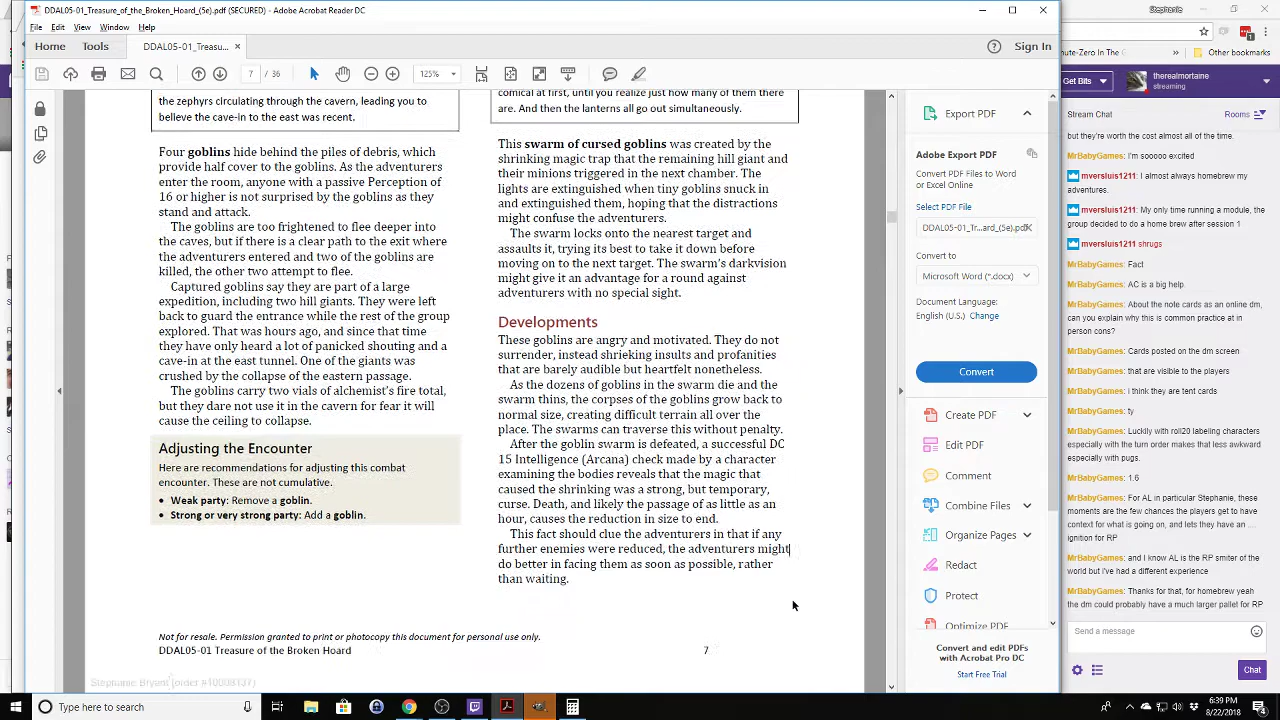 DDAL05-01_Treasure_of_the_Broken_Hoard_(5e).pdf (SECURED) - Adobe Acrobat Reader DC
Stephanie
File Edit View Window Help
Home Tools DDAL05-01_Treasu... × Sign In
7 / 36 125%
nute-Zero In The Other bookmarks
Get Bits
therealmortaine
streaming
Stream Chat Rooms
but they're worth the cost almost all of the time.
MrBabyGames: I'm sooooo excited
mversluis1211: I almost always homebrew my
adventures.
mversluis1211: My only time running a module, the
group decided to do a home brew after session 1
mversluis1211 shrugs
MrBabyGames: Fact
MrBabyGames: AC is a big help.
MrBabyGames: About the note cards as an online dm,
can you explain why this is common practice at in
person cons?
MrBabyGames: Cards posted on the dm screen
MrBabyGames: that are visible to the players
MrBabyGames: i think they are tent cards
MrBabyGames: ty
MrBabyGames: Luckily with roll20 labeling characters
especially with the turn order makes that less awkward
especially with pugs.
MrBabyGames: 1.6
MrBabyGames: For AL in particular Stephanie, these
moments are few chances the players get to have
context for what is going on, and lets them have an
ignition for RP
MrBabyGames: and I know AL is the RP smiter of the
world but i've had a different experience
MrBabyGames: Thanks for that, for homebrew yeah
the dm could probably have a much larger pallet for RP
Send a message
Chat
the zephyrs circulating through the cavern, leading you to
believe the cave-in to the east was recent.
Four goblins hide behind the piles of debris, which
provide half cover to the goblins. As the adventurers
enter the room, anyone with a passive Perception of
16 or higher is not surprised by the goblins as they
stand and attack.
The goblins are too frightened to flee deeper into
the caves, but if there is a clear path to the exit where
the adventurers entered and two of the goblins are
killed, the other two attempt to flee.
Captured goblins say they are part of a large
expedition, including two hill giants. They were left
back to guard the entrance while the rest of the group
explored. That was hours ago, and since that time
they have only heard a lot of panicked shouting and a
cave-in at the east tunnel. One of the giants was
crushed by the collapse of the eastern passage.
The goblins carry two vials of alchemist's fire total,
but they dare not use it in the cavern for fear it will
cause the ceiling to collapse.
Adjusting the Encounter
Here are recommendations for adjusting this combat
encounter. These are not cumulative.
• Weak party: Remove a goblin.
• Strong or very strong party: Add a goblin.
comical at first, until you realize just how many of them there
are. And then the lanterns all go out simultaneously.
This swarm of cursed goblins was created by the
shrinking magic trap that the remaining hill giant and
their minions triggered in the next chamber. The
lights are extinguished when tiny goblins snuck in
and extinguished them, hoping that the distractions
might confuse the adventurers.
The swarm locks onto the nearest target and
assaults it, trying its best to take it down before
moving on to the next target. The swarm's darkvision
might give it an advantage for a round against
adventurers with no special sight.
Developments
These goblins are angry and motivated. They do not
surrender, instead shrieking insults and profanities
that are barely audible but heartfelt nonetheless.
As the dozens of goblins in the swarm die and the
swarm thins, the corpses of the goblins grow back to
normal size, creating difficult terrain all over the
place. The swarms can traverse this without penalty.
After the goblin swarm is defeated, a successful DC
15 Intelligence (Arcana) check made by a character
examining the bodies reveals that the magic that
caused the shrinking was a strong, but temporary,
curse. Death, and likely the passage of as little as an
hour, causes the reduction in size to end.
This fact should clue the adventurers in that if any
further enemies were reduced, the adventurers might
do better in facing them as soon as possible, rather
than waiting.
Not for resale. Permission granted to print or photocopy this document for personal use only.
DDAL05-01 Treasure of the Broken Hoard 7
Stephanie Bryant (order #10008137)
Export PDF
Adobe Export PDF
Convert PDF Files to Word
or Excel Online
Select PDF File
DDAL05-01_Tr...ard_(5e).pdf
Convert to
Microsoft Word (*.docx)
Document Language:
English (U.S.) Change
Convert
Create PDF
Edit PDF
Comment
Combine Files
Organize Pages
Redact
Protect
Optimize PDF
Convert and edit PDFs
with Acrobat Pro DC
Start Free Trial
Type here to search
6:39 PM
8/22/2018